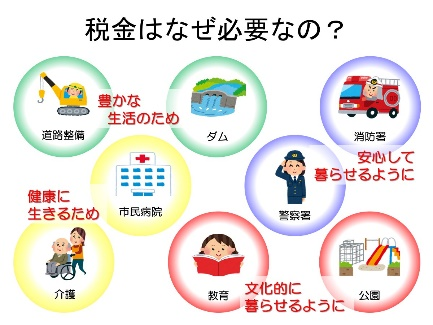 税金はなぜ必要なの？
道路整備
豊かな
生活のため
ダム
消防署
安心して
暮らせるように
健康に
生きるため
市民病院
警察署
介護
教育
文化的に
暮らせるように
公園